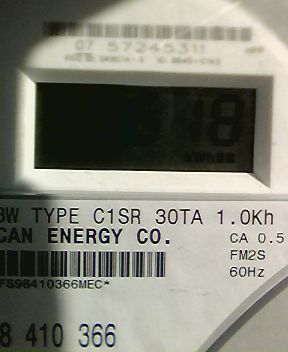 07 57245311
18
kWh
3W TYPE C1SR 30TA 1.0Kh
CAN ENERGY CO.
CA 0.5
FM2S
60Hz
FS98410366MEC*
8 410 366